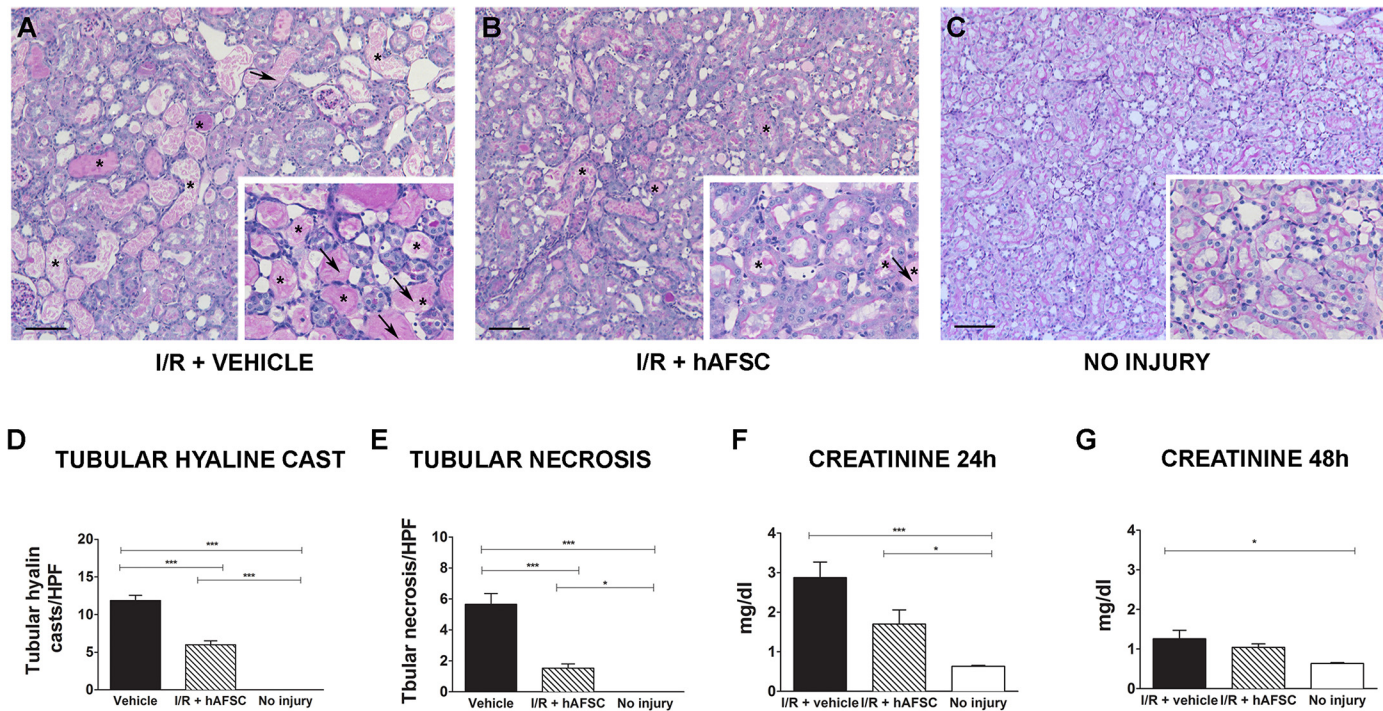 A
B
C
I/R + VEHICLE
I/R + hAFSC
NO INJURY
D
TUBULAR HYALINE CAST
Tubular hyalin
casts/HPF
20
15
10
5
0
***
***
***
Vehicle
I/R + hAFSC
No injury
E
TUBULAR NECROSIS
Tbular necrosis/HPF
10
8
6
4
2
0
***
***
*
Vehicle
I/R + hAFSC
No injury
F
CREATININE 24h
mg/dl
4
3
2
1
0
***
*
I/R + vehicle
I/R + hAFSC
No injury
G
CREATININE 48h
mg/dl
4
3
2
1
0
*
I/R + vehicle
I/R + hAFSC
No injury